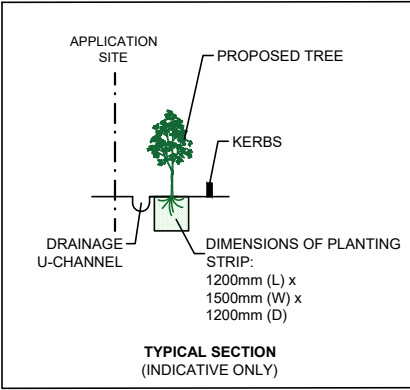 APPLICATION
SITE
PROPOSED TREE
KERBS
DRAINAGE
U-CHANNEL
DIMENSIONS OF PLANTING
STRIP:
1200mm (L) x
1500mm (W) x
1200mm (D)
TYPICAL SECTION
(INDICATIVE ONLY)